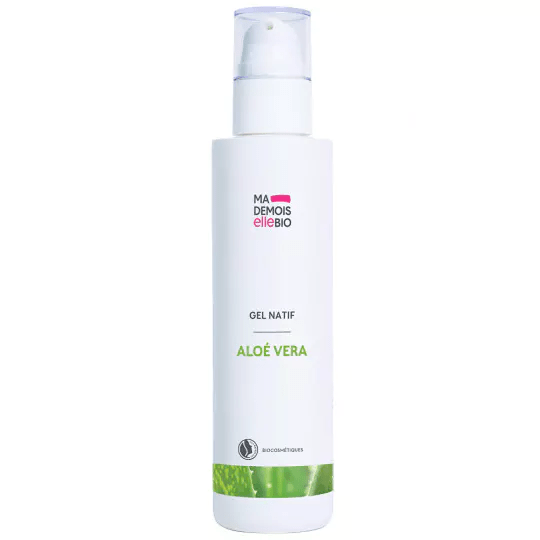 MA
DEMOIS
elleBIO
GEL NATIF
ALOÉ VERA
BIOCOSMÉTIQUES